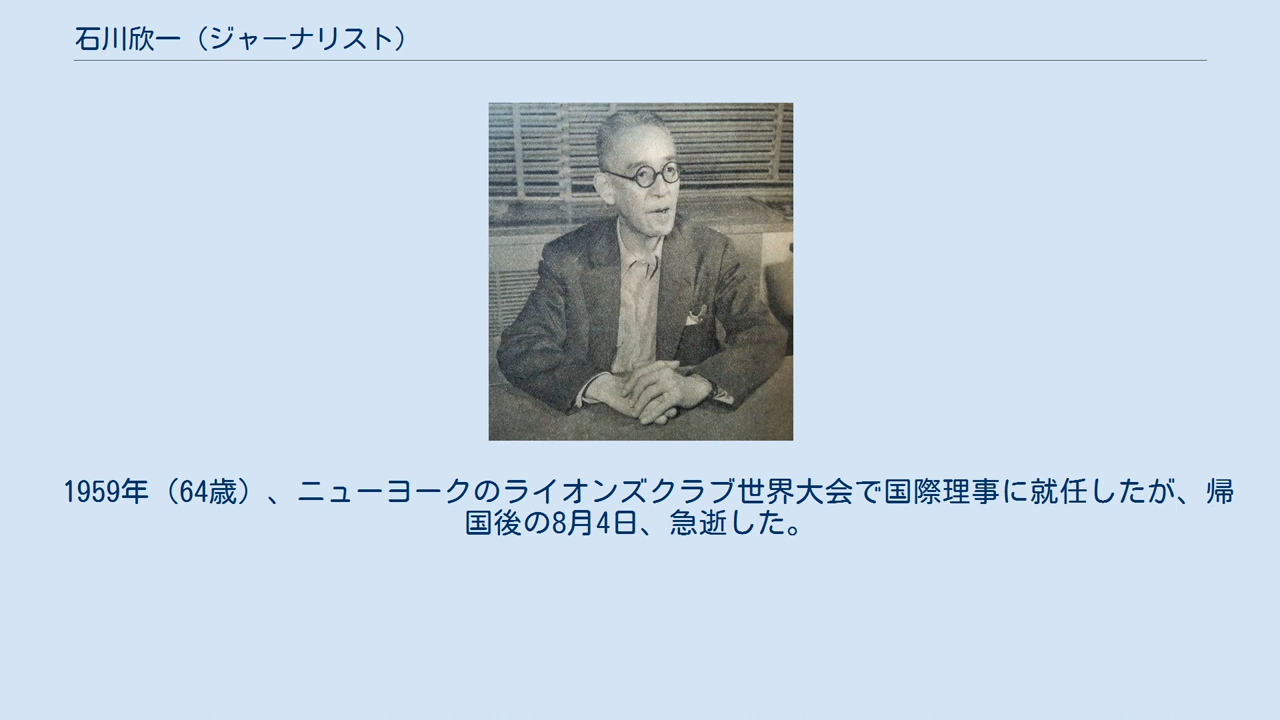 石川欣一（ジャーナリスト）
1959年（64歳）、ニューヨークのライオンズクラブ世界大会で国際理事に就任したが、帰
国後の8月4日、急逝した。